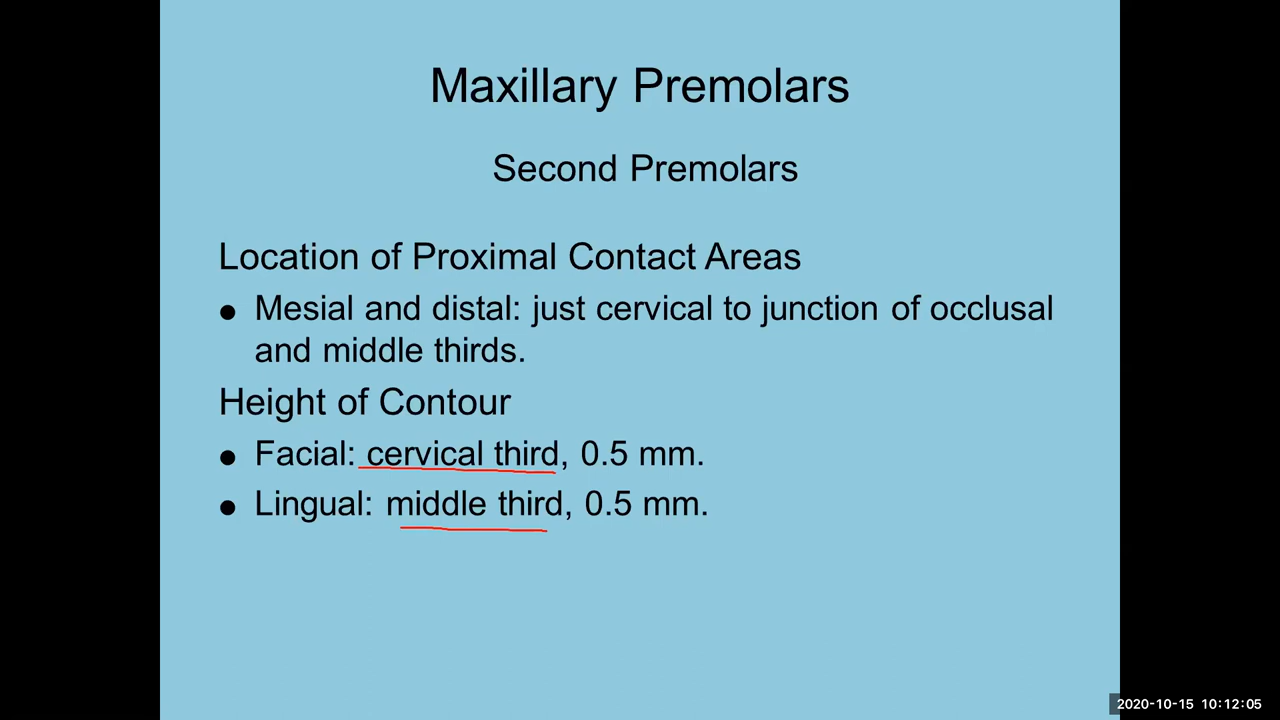 Maxillary Premolars
Second Premolars
Location of Proximal Contact Areas
● Mesial and distal: just cervical to junction of occlusal
and middle thirds.
Height of Contour
● Facial: cervical third, 0.5 mm.
● Lingual: middle third, 0.5 mm.
2020-10-15 10:12:05